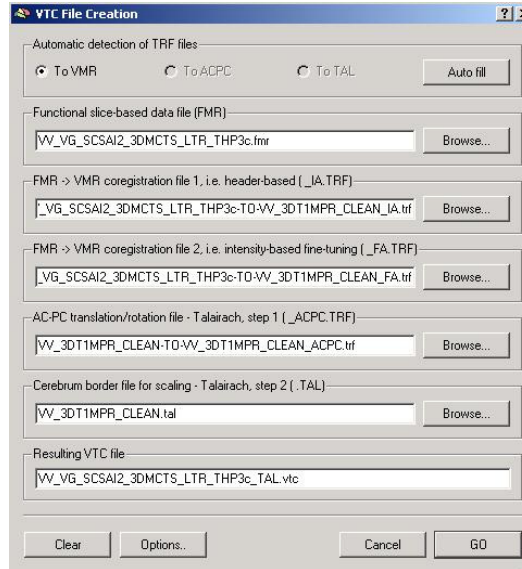 VTC File Creation
Automatic detection of TRF files
To VMR To ACPC To TAL Auto fill
Functional slice-based data file (FMR)
VV_VG_SCSAI2_3DMCTS_LTR_THP3c.fmr Browse...
FMR -> VMR coregistration file 1, i.e. header-based (_IA.TRF)
'_VG_SCSAI2_3DMCTS_LTR_THP3c-TO-VV_3DT1MPR_CLEAN_IA.trf Browse...
FMR -> VMR coregistration file 2, i.e. intensity-based fine-tuning (_FA.TRF)
_VG_SCSAI2_3DMCTS_LTR_THP3c-TO-VV_3DT1MPR_CLEAN_FA.trf Browse...
AC-PC translation/rotation file - Talairach, step 1 (_ACPC.TRF)
VV_3DT1MPR_CLEAN-TO-VV_3DT1MPR_CLEAN_ACPC.trf Browse...
Cerebrum border file for scaling - Talairach, step 2 (.TAL)
VV_3DT1MPR_CLEAN.tal Browse...
Resulting VTC file
VV_VG_SCSAI2_3DMCTS_LTR_THP3c_TAL.vtc
Clear Options.. Cancel GO